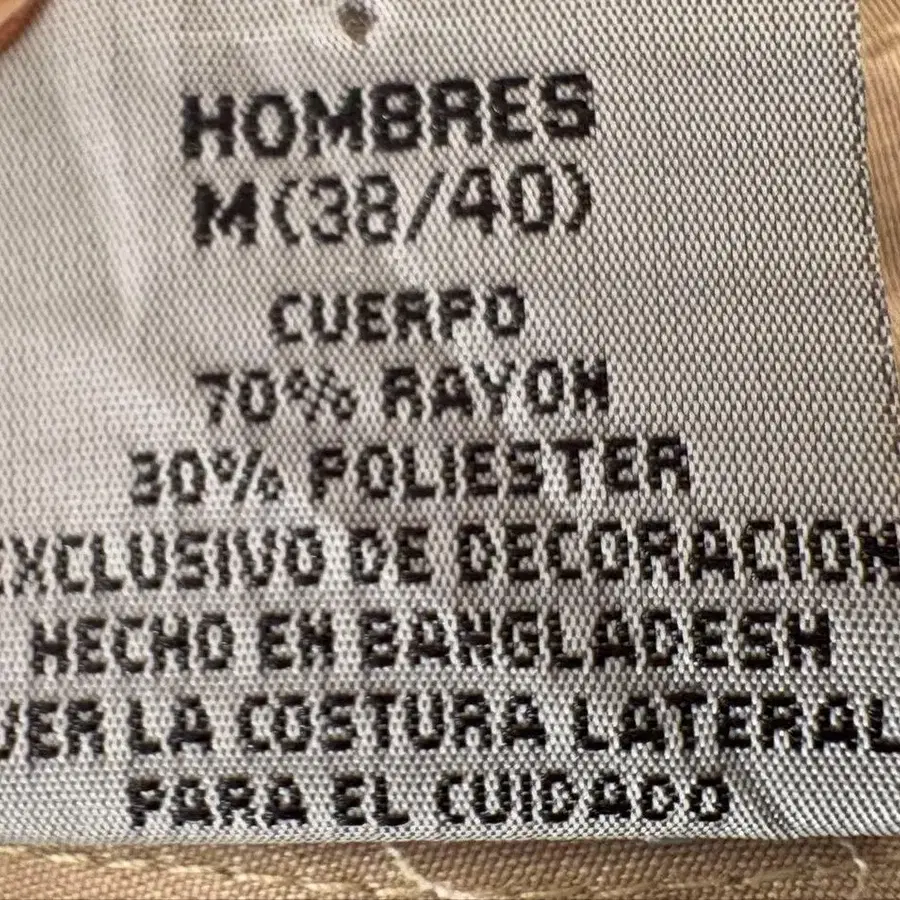 HOMBRES
M(38/40)
CUERPO
70% RAYON
30% POLIESTER
EXCLUSIVO DE DECORACION
HECHO EN BANGLADESH
VER LA COSTURA LATERAL
PARA EL CUIDADO